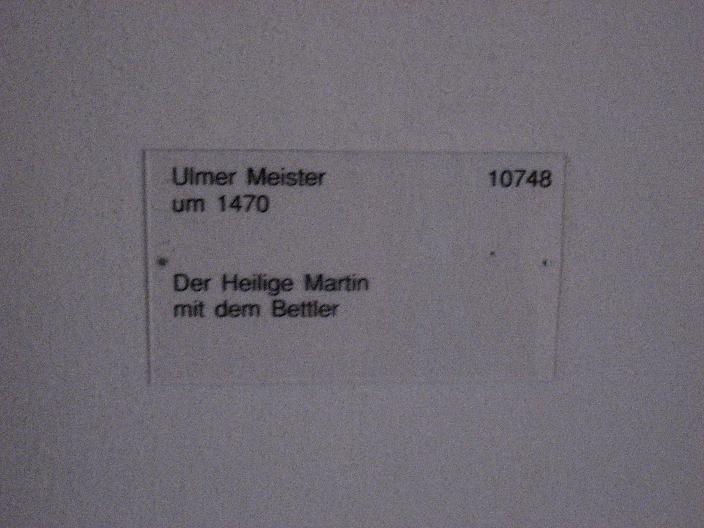 Ulmer Meister 10748
um 1470
Der Heilige Martin
mit dem Bettler